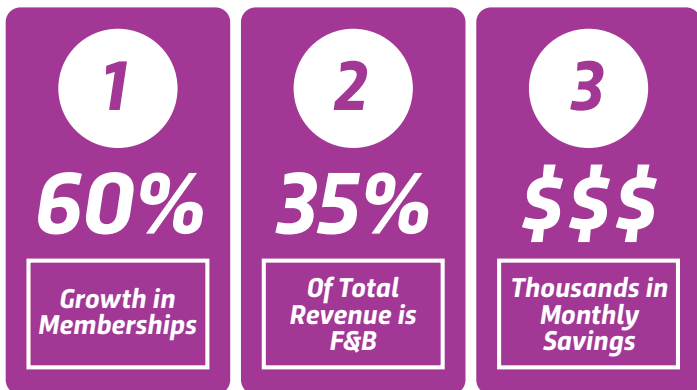 1
60%
Growth in
Memberships
2
35%
Of Total
Revenue is
F&B
3
$$$
Thousands in
Monthly
Savings